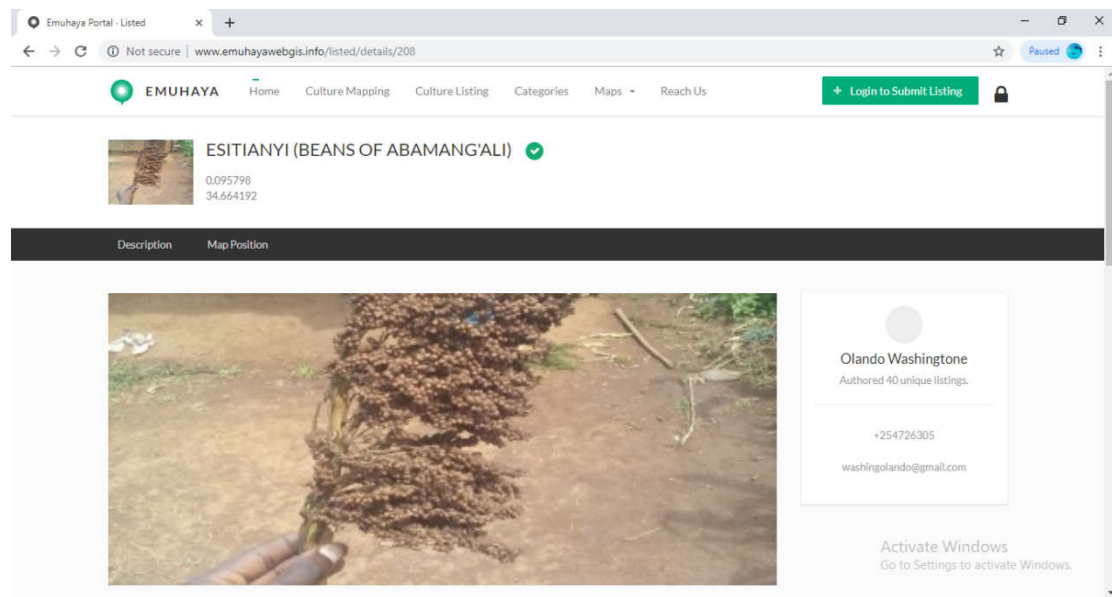 Emuhaya Portal - Listed
Not secure | www.emuhayawebgis.info/listed/details/208
Paused
EMUHAYA Home Culture Mapping Culture Listing Categories Maps Reach Us + Login to Submit Listing
ESITIANYI (BEANS OF ABAMANG'ALI)
0.095798
34.664192
Description Map Position
Olando Washingtone
Authored 40 unique listings.
+254726305
washingolando@gmail.com
Activate Windows
Go to Settings to activate Windows.